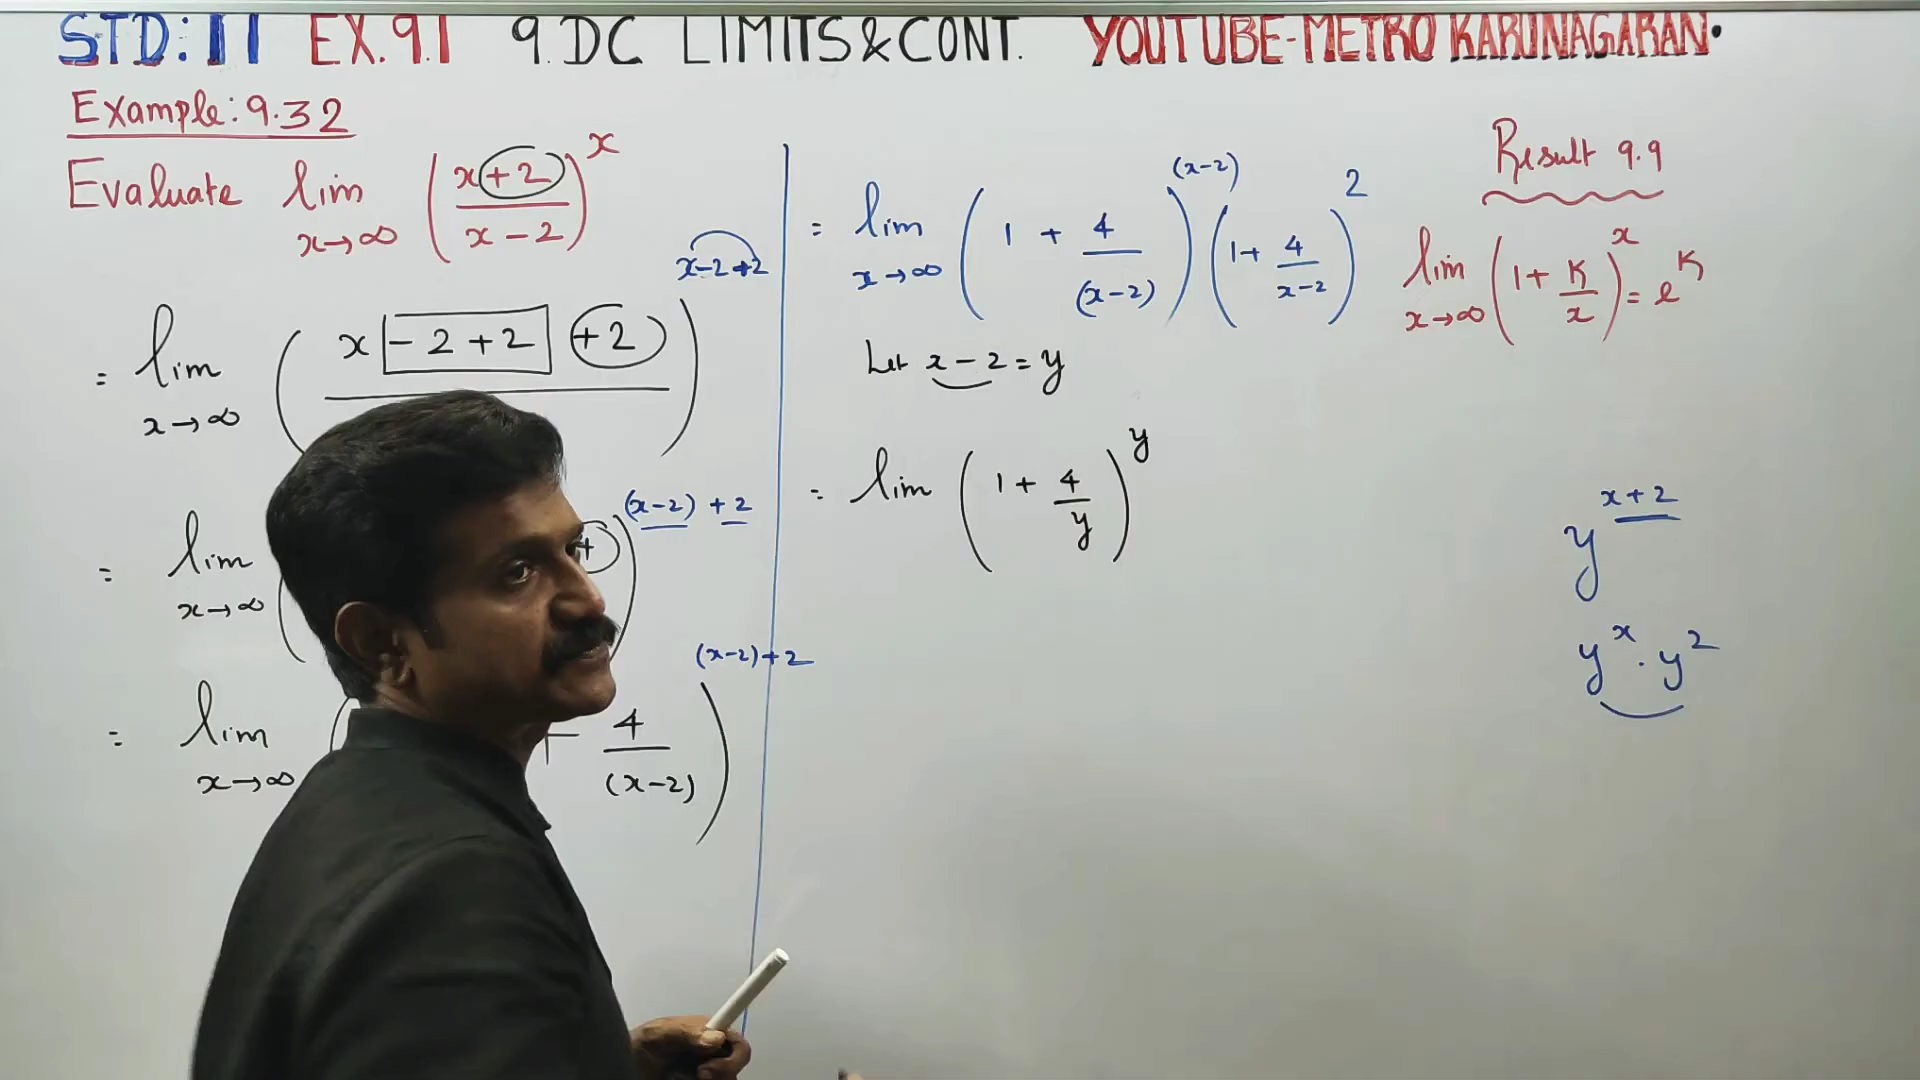 STD: 11 EX. 9.1 9. DC LIMITS & CONT. YOUTUBE-METRO KARUNAGARAN.
Example: 9.32
Evaluate lim x→∞ ((x+2)/(x-2))^x
= lim x→∞ ( x -2+2 +2 )^(x-2+2)
= lim x→∞ ( + )^((x-2)+2)
= lim x→∞ ( + 4/(x-2) )^((x-2)+2)
= lim x→∞ (1 + 4/(x-2))^(x-2) (1 + 4/(x-2))^2
Let x-2 = y
= lim (1 + 4/y)^y
Result 9.9
lim x→∞ (1 + K/x)^x = e^K
y^(x+2)
y^x . y^2